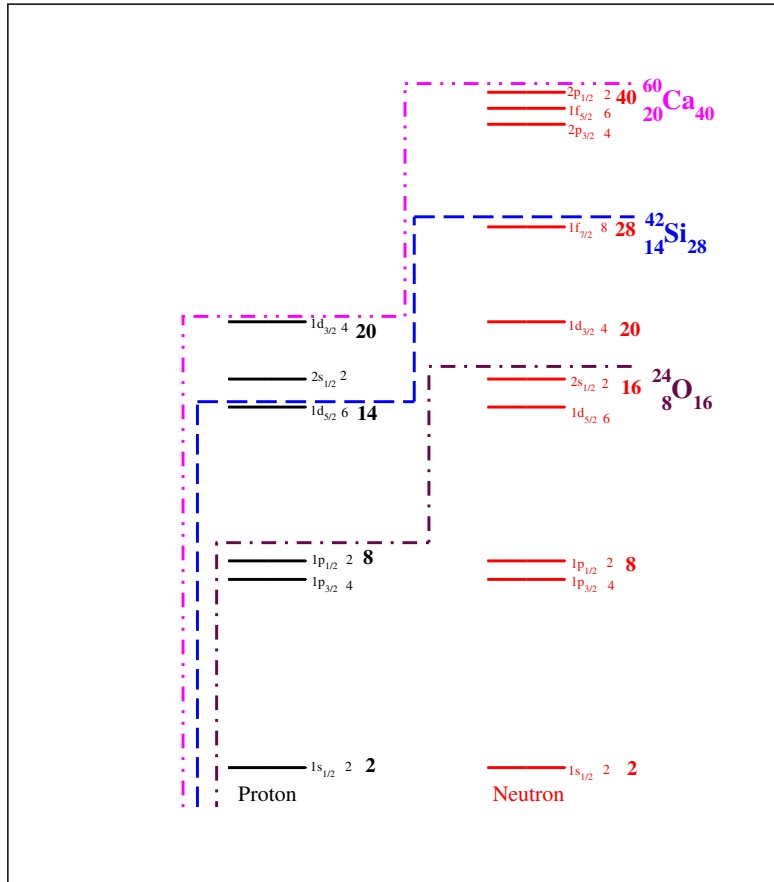 2p1/2 2 40 60 20Ca40
1f5/2 6
2p3/2 4
1f7/2 8 28 42 14Si28
1d3/2 4 20 1d3/2 4 20
2s1/2 2 2s1/2 2 16 24 8O16
1d5/2 6 14 1d5/2 6
1p1/2 2 8 1p1/2 2 8
1p3/2 4 1p3/2 4
1s1/2 2 2 1s1/2 2 2
Proton Neutron